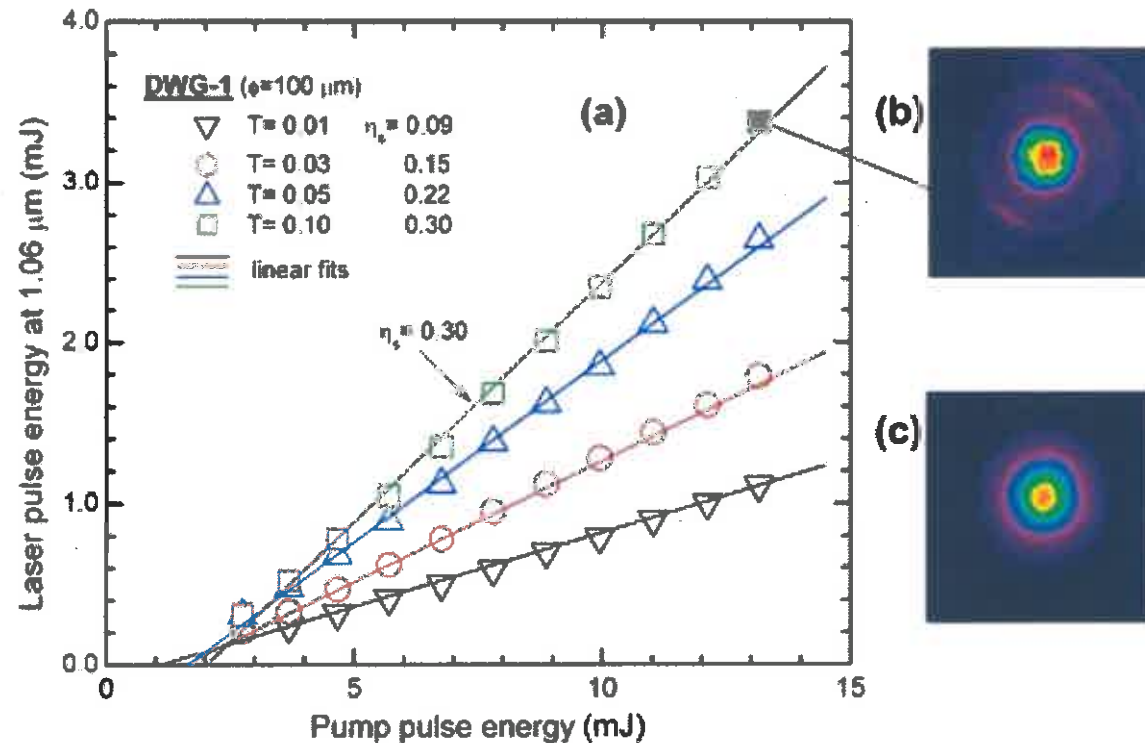 4.0
3.0
2.0
1.0
0.0
0
5
10
15
Laser pulse energy at 1.06 μm (mJ)
Pump pulse energy (mJ)
DWG-1 (ϕ=100 μm)
T= 0.01 ηs= 0.09
T= 0.03 0.15
T= 0.05 0.22
T= 0.10 0.30
linear fits
ηs= 0.30
(a)
(b)
(c)